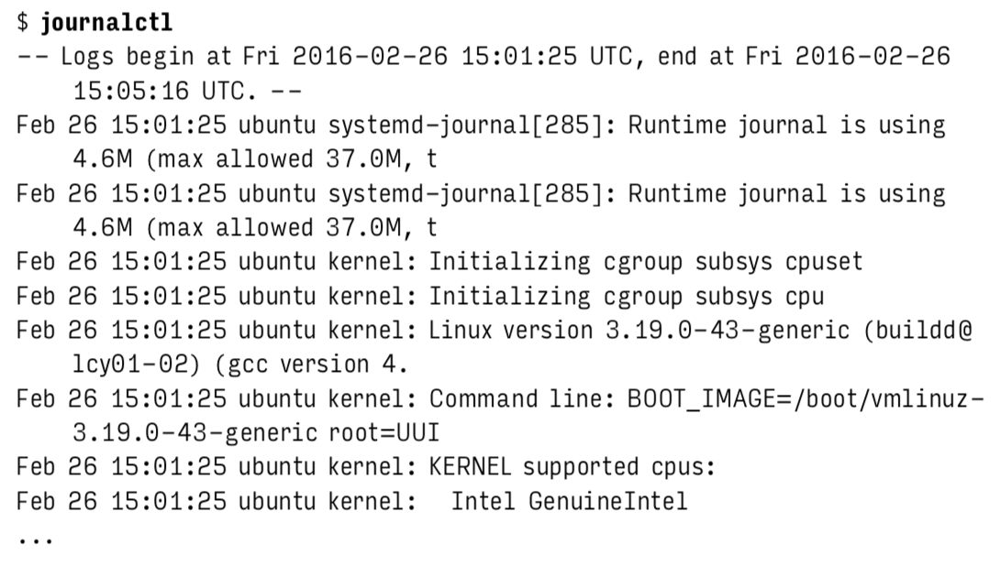 $ journalctl
-- Logs begin at Fri 2016-02-26 15:01:25 UTC, end at Fri 2016-02-26
15:05:16 UTC. --
Feb 26 15:01:25 ubuntu systemd-journal[285]: Runtime journal is using
4.6M (max allowed 37.0M, t
Feb 26 15:01:25 ubuntu systemd-journal[285]: Runtime journal is using
4.6M (max allowed 37.0M, t
Feb 26 15:01:25 ubuntu kernel: Initializing cgroup subsys cpuset
Feb 26 15:01:25 ubuntu kernel: Initializing cgroup subsys cpu
Feb 26 15:01:25 ubuntu kernel: Linux version 3.19.0-43-generic (buildd@
lcy01-02) (gcc version 4.
Feb 26 15:01:25 ubuntu kernel: Command line: BOOT_IMAGE=/boot/vmlinuz-
3.19.0-43-generic root=UUI
Feb 26 15:01:25 ubuntu kernel: KERNEL supported cpus:
Feb 26 15:01:25 ubuntu kernel:   Intel GenuineIntel
...